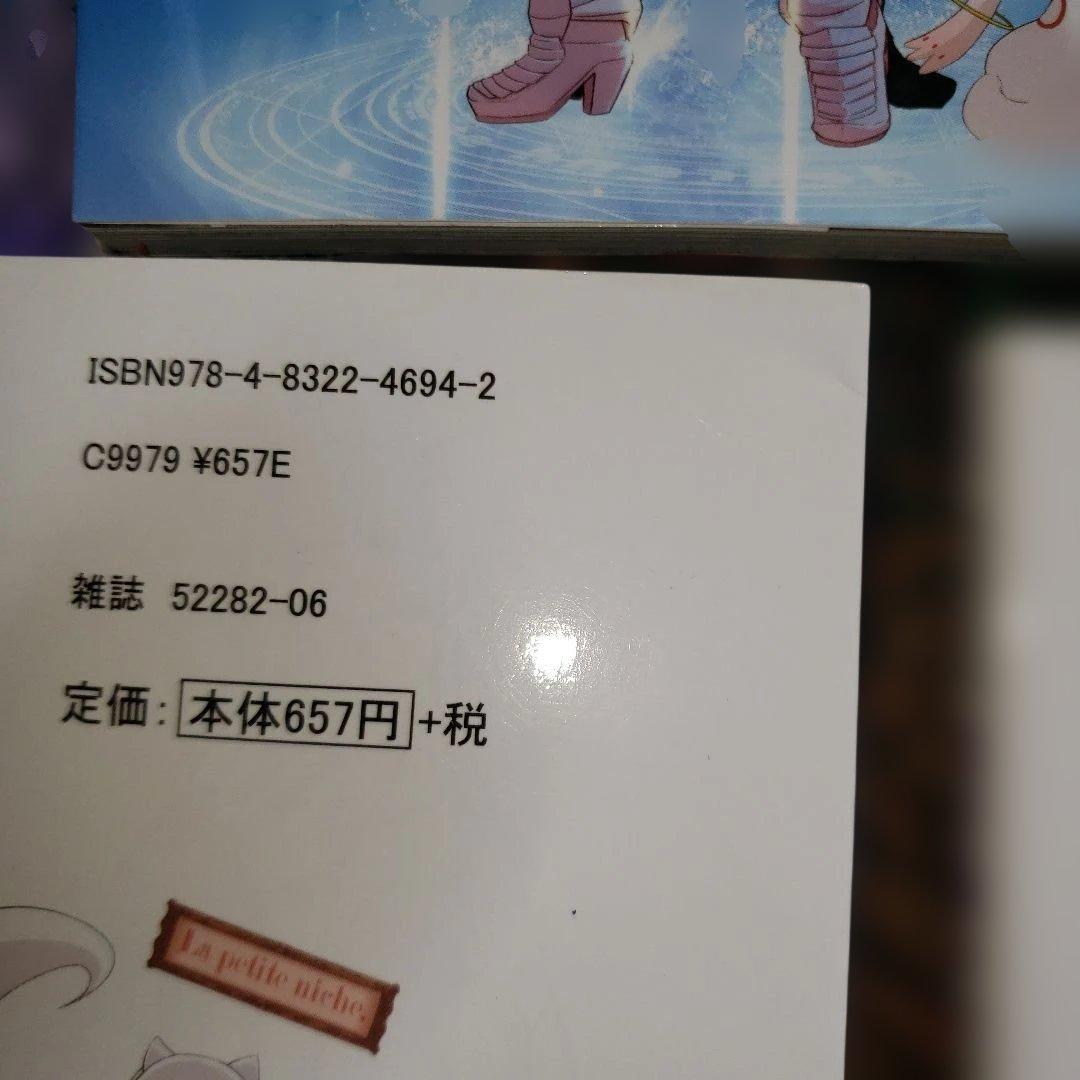 ISBN978-4-8322-4694-2
C9979 ¥657E
雑誌 52282-06
定価: 本体657円+税
La petite niche.